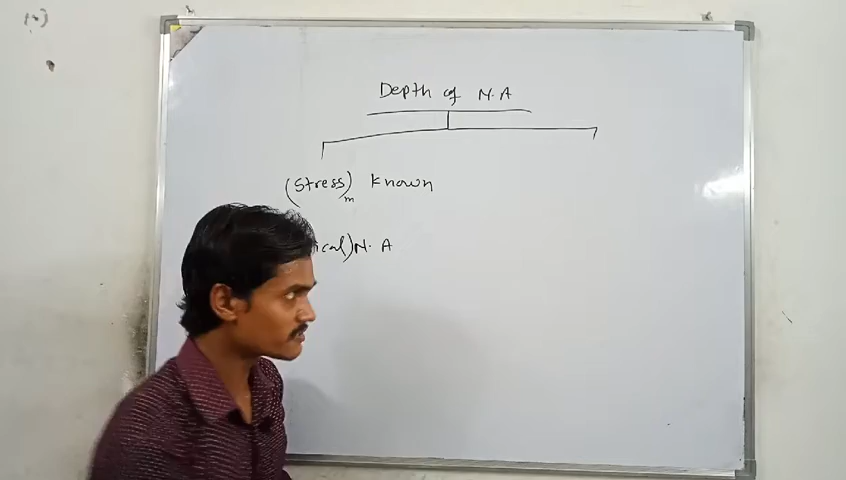 Depth of N.A
(Stress)m known
ical) N.A